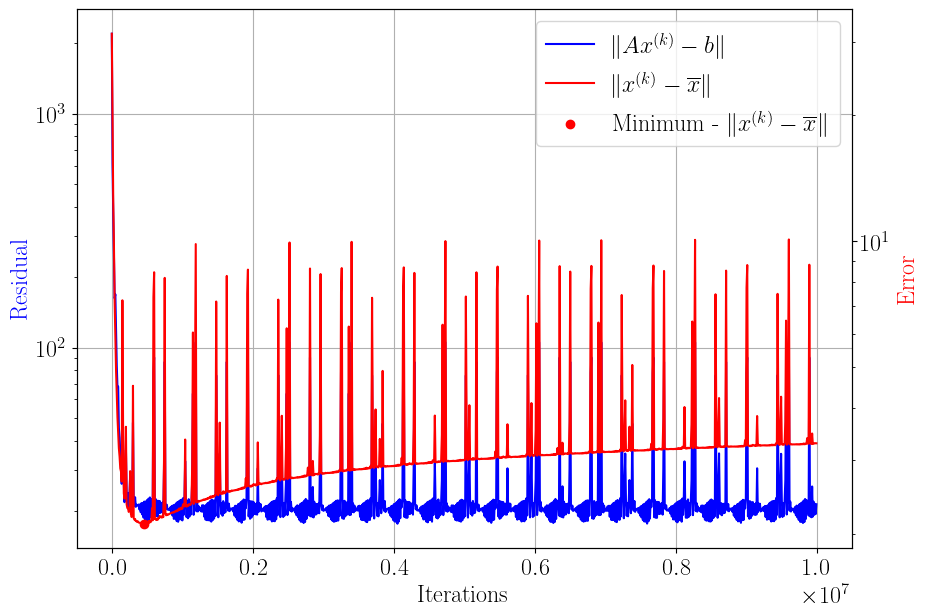 ‖Ax^{(k)} − b‖
‖x^{(k)} − x̅‖
Minimum - ‖x^{(k)} − x̅‖
Residual
10^3
10^2
10^1
Error
0.0 0.2 0.4 0.6 0.8 1.0
Iterations
×10^7